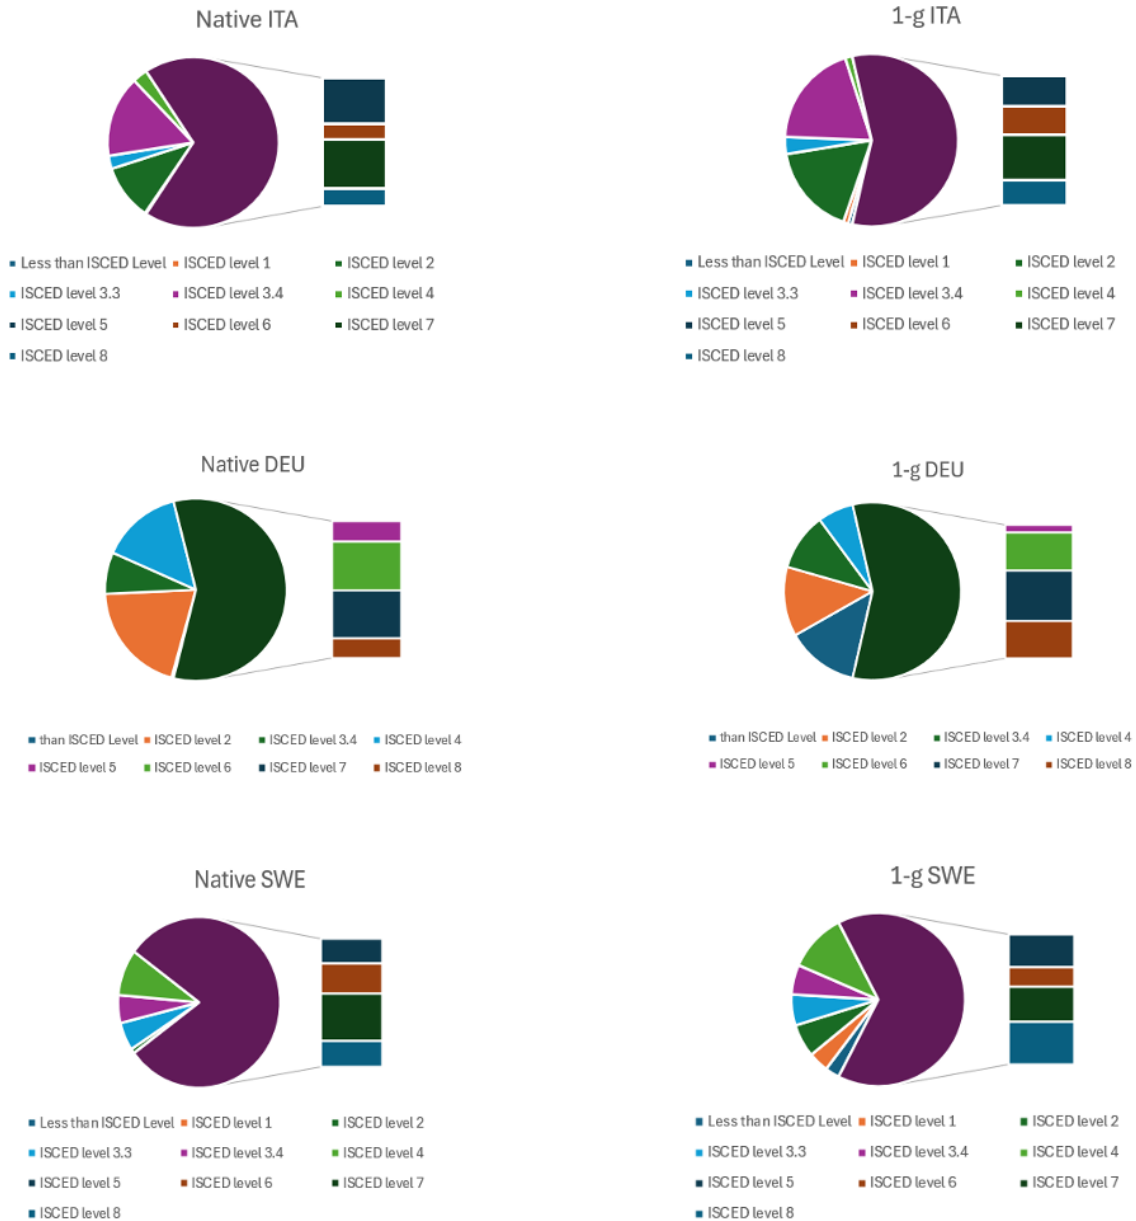 Native ITA
1-g ITA
Less than ISCED Level ISCED level 1 ISCED level 2
ISCED level 3.3 ISCED level 3.4 ISCED level 4
ISCED level 5 ISCED level 6 ISCED level 7
ISCED level 8
Less than ISCED Level ISCED level 1 ISCED level 2
ISCED level 3.3 ISCED level 3.4 ISCED level 4
ISCED level 5 ISCED level 6 ISCED level 7
ISCED level 8
Native DEU
1-g DEU
than ISCED Level ISCED level 2 ISCED level 3.4 ISCED level 4
ISCED level 5 ISCED level 6 ISCED level 7 ISCED level 8
than ISCED Level ISCED level 2 ISCED level 3.4 ISCED level 4
ISCED level 5 ISCED level 6 ISCED level 7 ISCED level 8
Native SWE
1-g SWE
Less than ISCED Level ISCED level 1 ISCED level 2
ISCED level 3.3 ISCED level 3.4 ISCED level 4
ISCED level 5 ISCED level 6 ISCED level 7
ISCED level 8
Less than ISCED Level ISCED level 1 ISCED level 2
ISCED level 3.3 ISCED level 3.4 ISCED level 4
ISCED level 5 ISCED level 6 ISCED level 7
ISCED level 8